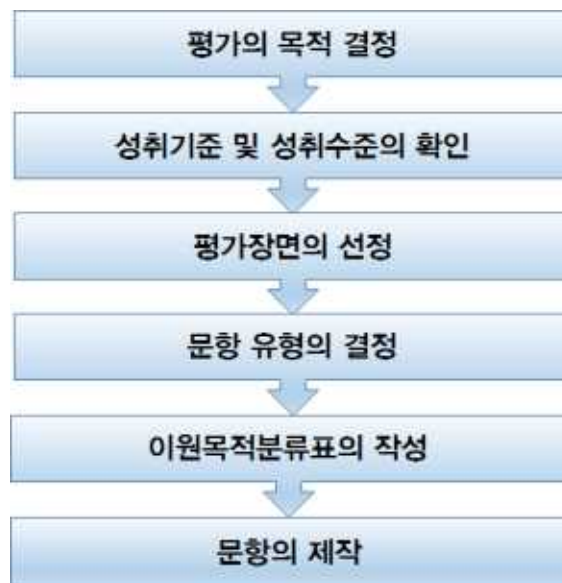 평가의 목적 결정
성취기준 및 성취수준의 확인
평가장면의 선정
문항 유형의 결정
이원목적분류표의 작성
문항의 제작